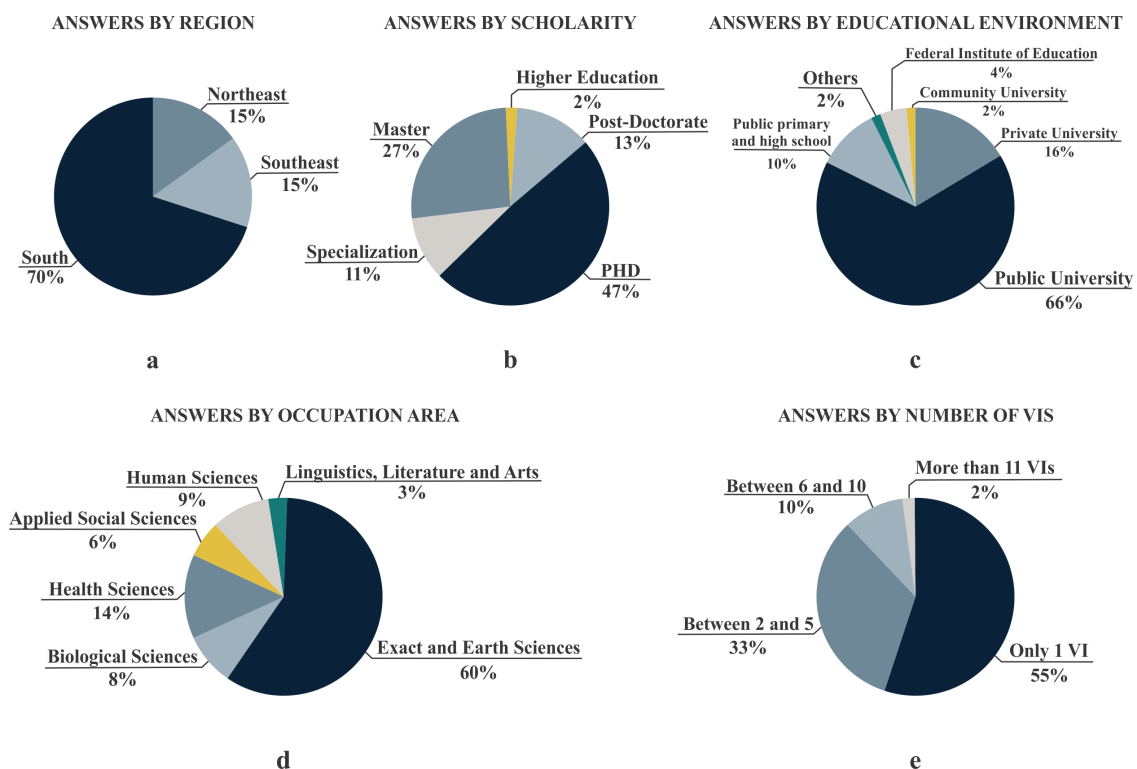 ANSWERS BY REGION
Northeast
15%
Southeast
15%
South
70%
a
ANSWERS BY SCHOLARITY
Higher Education
2%
Post-Doctorate
13%
Master
27%
Specialization
11%
PHD
47%
b
ANSWERS BY EDUCATIONAL ENVIRONMENT
Federal Institute of Education
4%
Others
2%
Community University
2%
Public primary
and high school
10%
Private University
16%
Public University
66%
c
ANSWERS BY OCCUPATION AREA
Linguistics, Literature and Arts
3%
Human Sciences
9%
Applied Social Sciences
6%
Health Sciences
14%
Biological Sciences
8%
Exact and Earth Sciences
60%
d
ANSWERS BY NUMBER OF VIS
More than 11 VIs
2%
Between 6 and 10
10%
Between 2 and 5
33%
Only 1 VI
55%
e